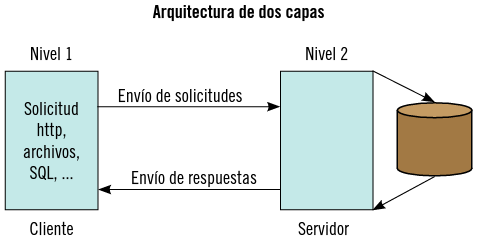 Arquitectura de dos capas
Nivel 1
Nivel 2
Solicitud
http,
archivos,
SQL, ...
Envío de solicitudes
Envío de respuestas
Cliente
Servidor